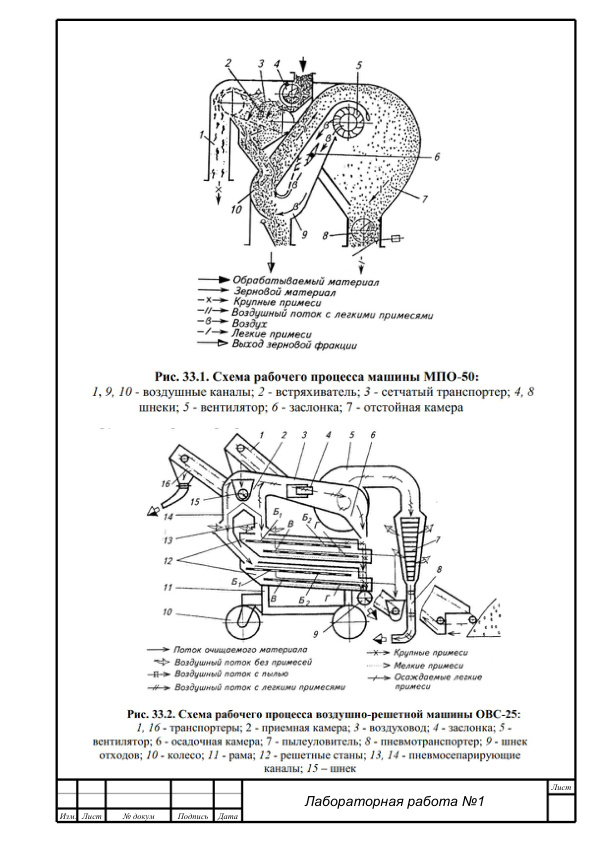 2
3
4
5
1
6
7
10
8
9
в
в
в
Обрабатываемый материал
Зерновой материал
Крупные примеси
Воздушный поток с легкими примесями
Воздух
Легкие примеси
Выход зерновой фракции
Рис. 33.1. Схема рабочего процесса машины МПО-50:
1, 9, 10 - воздушные каналы; 2 - встряхиватель; 3 - сетчатый транспортер; 4, 8
шнеки; 5 - вентилятор; 6 - заслонка; 7 - отстойная камера
1
2
3
4
5
6
16
15
14
13
Б1
В
Б2
Г
12
7
Б1
11
В
Б2
Г
8
10
9
Поток очищаемого материала
Воздушный поток без примесей
Воздушный поток с пылью
Воздушный поток с легкими примесями
Крупные примеси
Мелкие примеси
Осаждаемые легкие
примеси
Рис. 33.2. Схема рабочего процесса воздушно-решетной машины ОВС-25:
1, 16 - транспортеры; 2 - приемная камера; 3 - воздуховод; 4 - заслонка; 5 -
вентилятор; 6 - осадочная камера; 7 - пылеуловитель; 8 - пневмотранспортер; 9 - шнек
отходов; 10 - колесо; 11 - рама; 12 - решетные станы; 13, 14 - пневмосепарирующие
каналы; 15 – шнек
Лабораторная работа №1
Лист
Изм. Лист № докум Подпись Дата